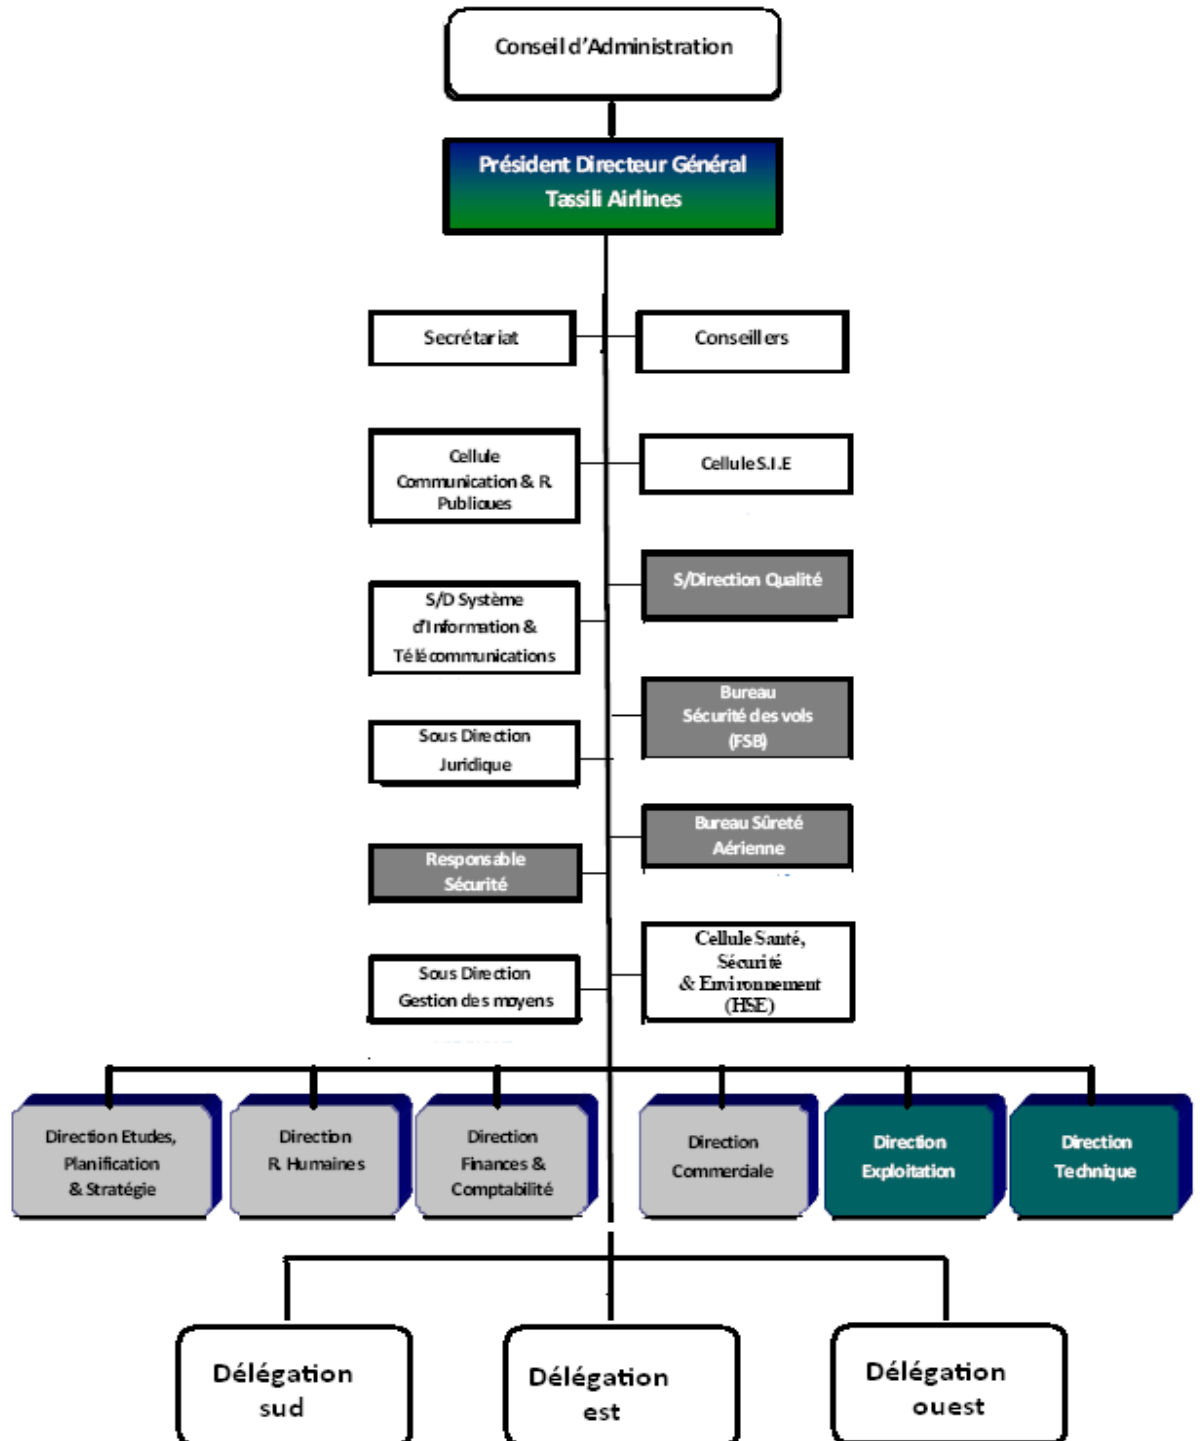 Conseil d'Administration
Président Directeur Général
Tassili Airlines
Secrétariat
Conseillers
Cellule
Communication & R.
Publiques
Cellule S.I.E
S/D Système
d'Information &
Télécommunications
S/Direction Qualité
Sous Direction
Juridique
Bureau
Sécurité des vols
(FSB)
Responsable
Sécurité
Bureau Sûreté
Aérienne
Sous Direction
Gestion des moyens
Cellule Santé,
Sécurité
& Environnement
(HSE)
Direction Etudes,
Planification
& Stratégie
Direction
R. Humaines
Direction
Finances &
Comptabilité
Direction
Commerciale
Direction
Exploitation
Direction
Technique
Délégation
sud
Délégation
est
Délégation
ouest